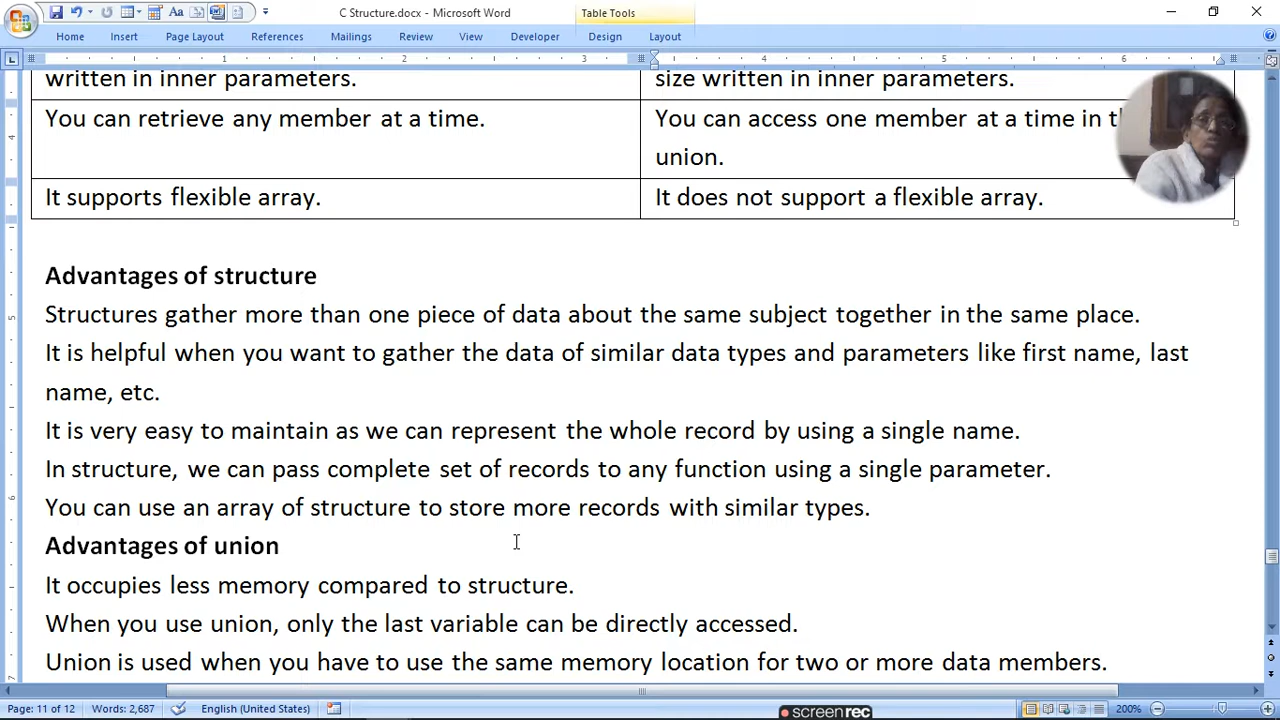 C Structure.docx - Microsoft Word
Table Tools
Home Insert Page Layout References Mailings Review View Developer Design Layout
1 2 3 4 5 6
written in inner parameters.
size written in inner parameters.
You can retrieve any member at a time.
You can access one member at a time in
union.
It supports flexible array.
It does not support a flexible array.
Advantages of structure
Structures gather more than one piece of data about the same subject together in the same place.
It is helpful when you want to gather the data of similar data types and parameters like first name, last
name, etc.
It is very easy to maintain as we can represent the whole record by using a single name.
In structure, we can pass complete set of records to any function using a single parameter.
You can use an array of structure to store more records with similar types.
Advantages of union
It occupies less memory compared to structure.
When you use union, only the last variable can be directly accessed.
Union is used when you have to use the same memory location for two or more data members.
Page: 11 of 12 Words: 2,687 English (United States) 200%
screenrec